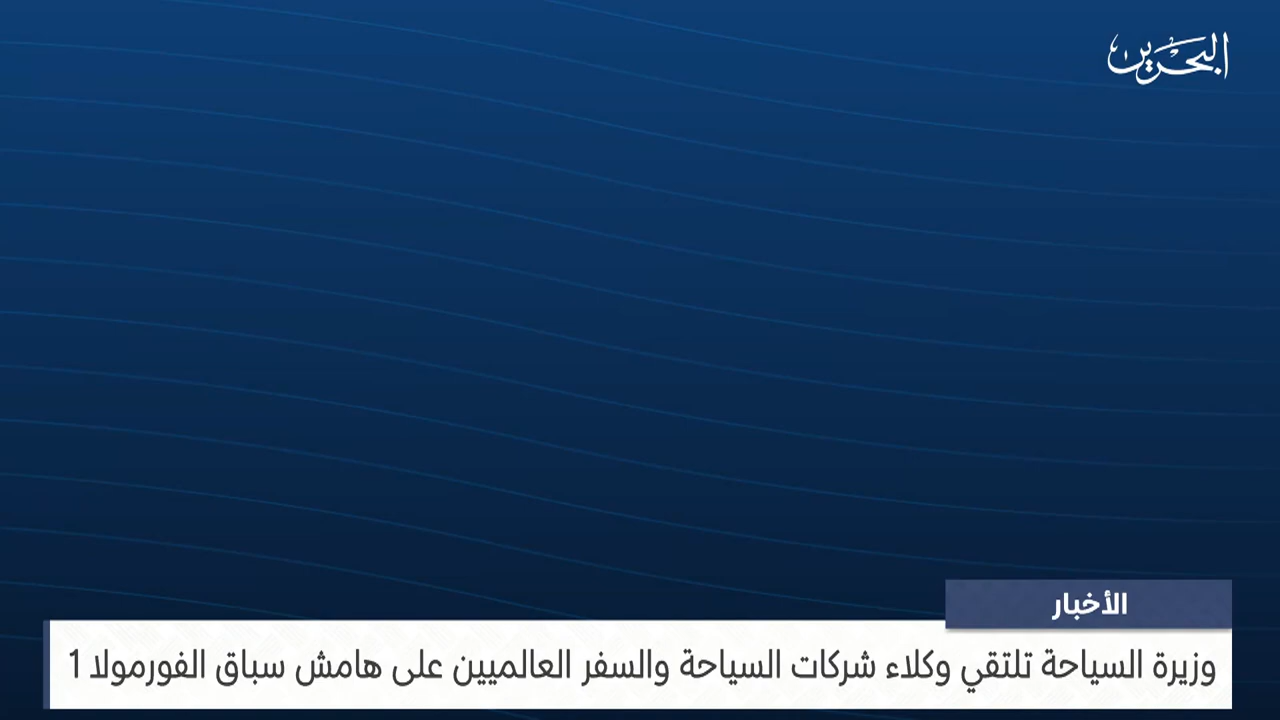 البحرين
الأخبار
وزيرة السياحة تلتقي وكلاء شركات السياحة والسفر العالميين على هامش سباق الفورمولا 1